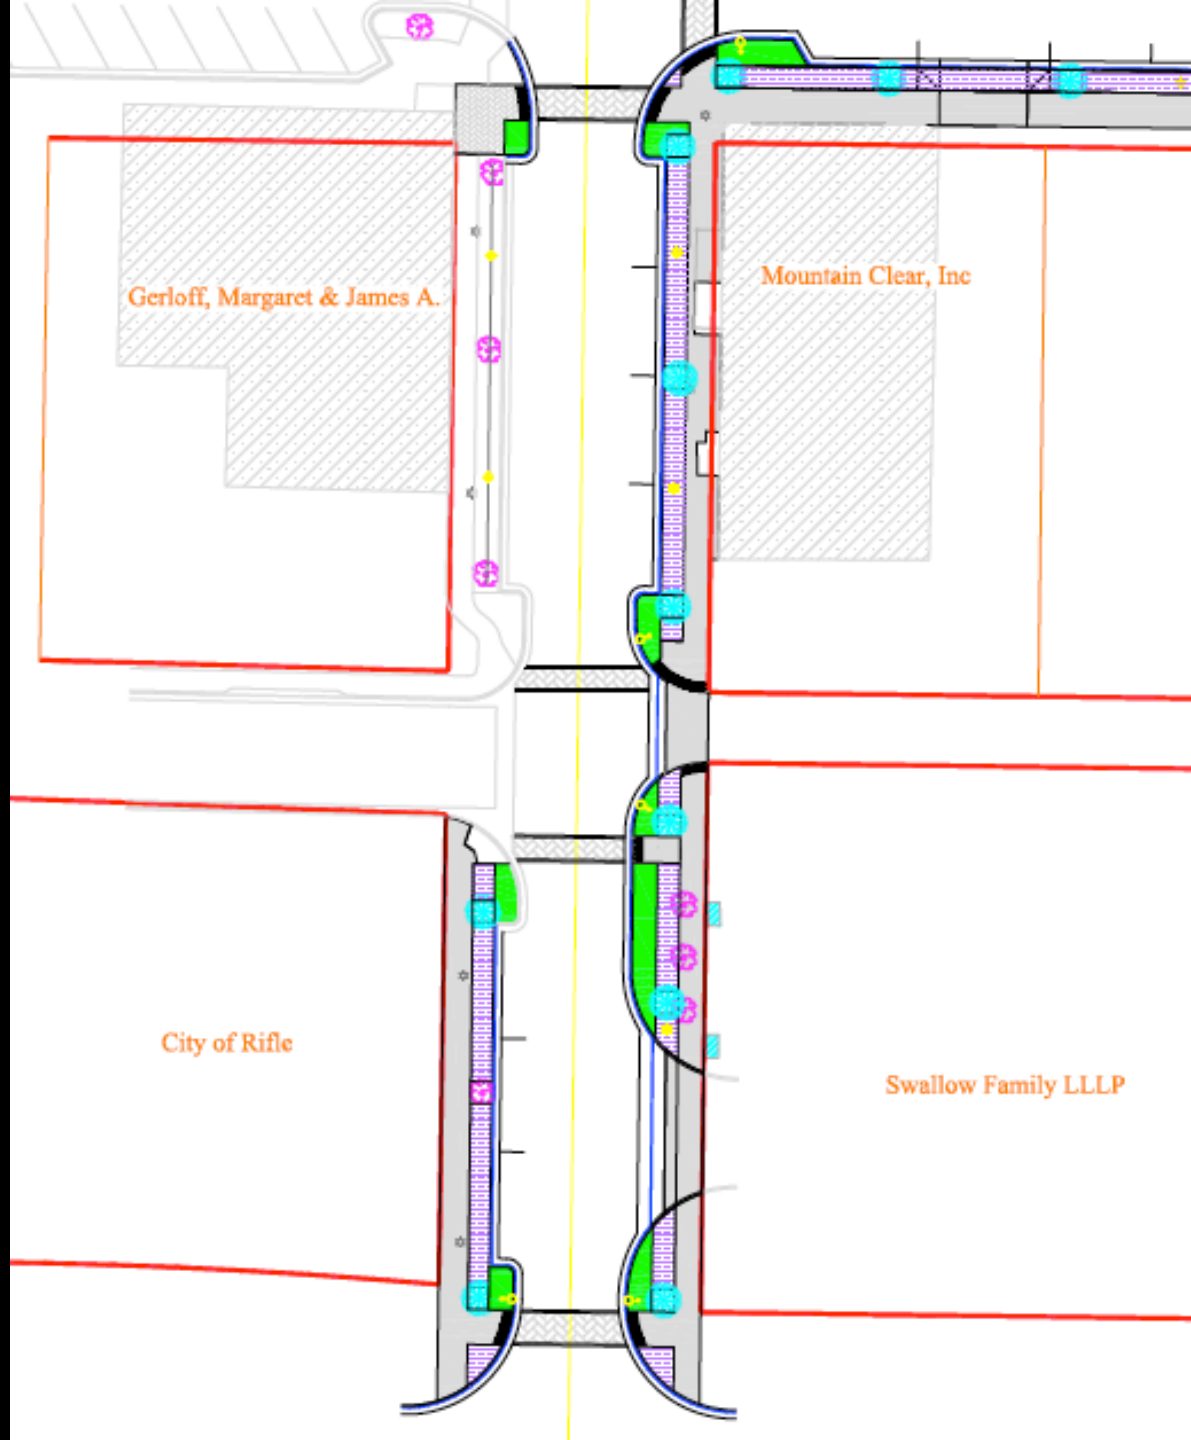 Mountain Clear, Inc
Gerloff, Margaret & James A.
City of Rifle
Swallow Family LLLP